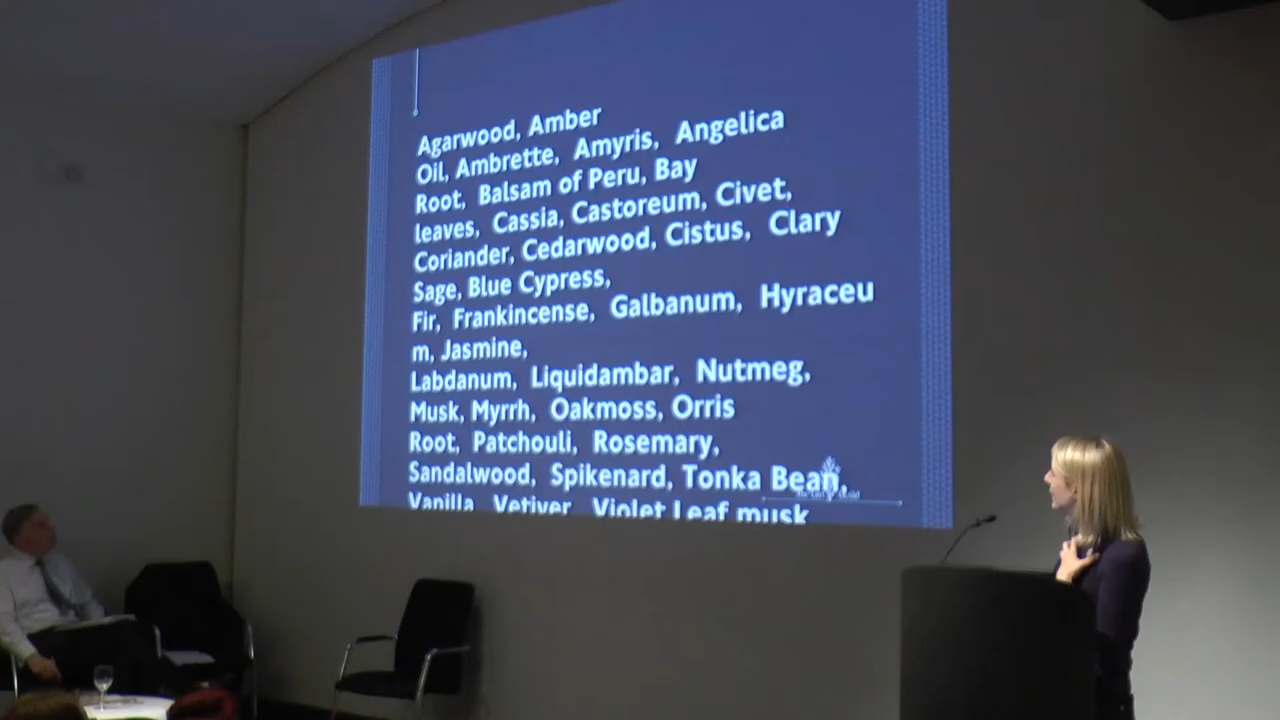 Agarwood, Amber
Oil, Ambrette, Amyris, Angelica
Root, Balsam of Peru, Bay
leaves, Cassia, Castoreum, Civet,
Coriander, Cedarwood, Cistus, Clary
Sage, Blue Cypress,
Fir, Frankincense, Galbanum, Hyraceu
m, Jasmine,
Labdanum, Liquidambar, Nutmeg,
Musk, Myrrh, Oakmoss, Orris
Root, Patchouli, Rosemary,
Sandalwood, Spikenard, Tonka Bean,
Vanilla Vetiver Violet Leaf musk